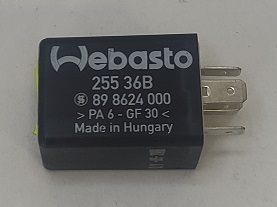 Webasto
255 36B
Ⓢ 89 8624 000
> PA 6 - GF 30 <
Made in Hungary